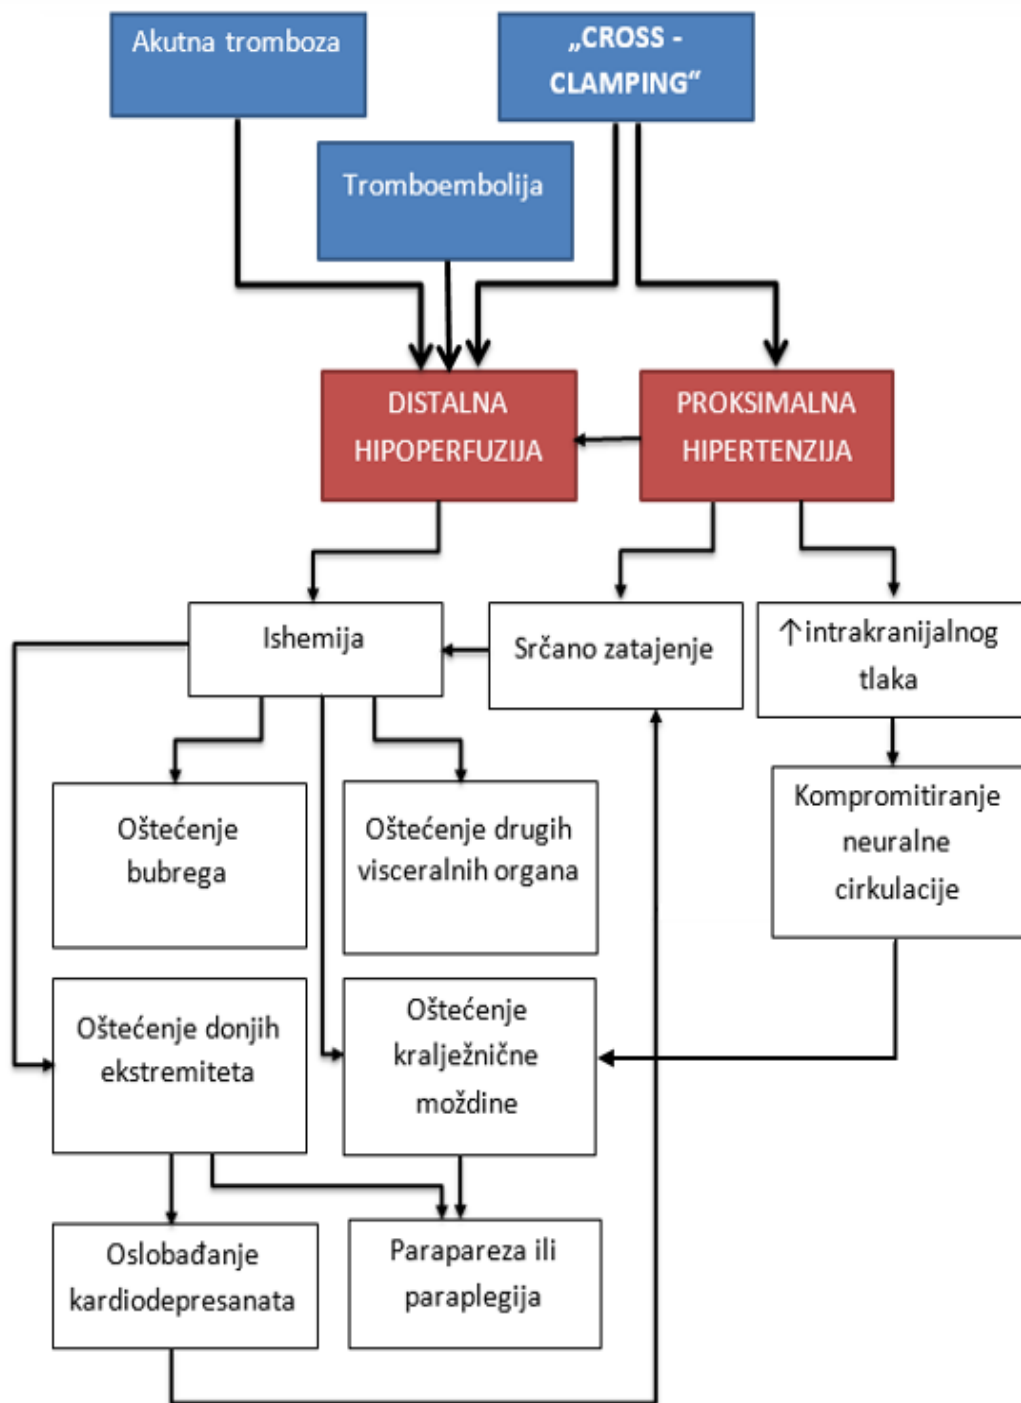 Akutna tromboza
„CROSS -
CLAMPING“
Tromboembolija
DISTALNA
HIPOPERFUZIJA
PROKSIMALNA
HIPERTENZIJA
Ishemija
Srčano zatajenje
↑intrakranijalnog
tlaka
Oštećenje
bubrega
Oštećenje drugih
visceralnih organa
Kompromitiranje
neuralne
cirkulacije
Oštećenje donjih
ekstremiteta
Oštećenje
kralježnične
moždine
Oslobađanje
kardiodepresanata
Parapareza ili
paraplegija